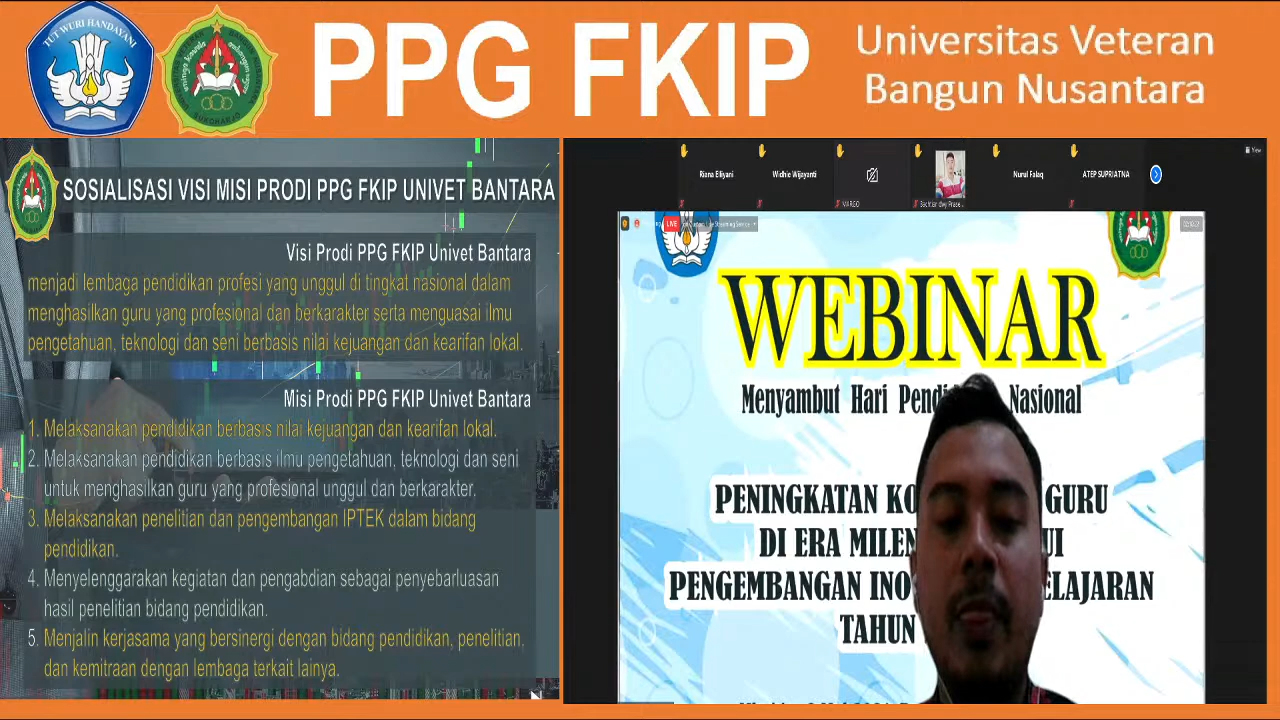 TUT WURI HANDAYANI
SUKOHARJO
PPG FKIP
Universitas Veteran
Bangun Nusantara
SOSIALISASI VISI MISI PRODI PPG FKIP UNIVET BANTARA
Visi Prodi PPG FKIP Univet Bantara
menjadi lembaga pendidikan profesi yang unggul di tingkat nasional dalam
menghasilkan guru yang profesional dan berkarakter serta menguasai ilmu
pengetahuan, teknologi dan seni berbasis nilai kejuangan dan kearifan lokal.
Misi Prodi PPG FKIP Univet Bantara
1. Melaksanakan pendidikan berbasis nilai kejuangan dan kearifan lokal.
2. Melaksanakan pendidikan berbasis ilmu pengetahuan, teknologi dan seni
untuk menghasilkan guru yang profesional unggul dan berkarakter.
3. Melaksanakan penelitian dan pengembangan IPTEK dalam bidang
pendidikan.
4. Menyelenggarakan kegiatan dan pengabdian sebagai penyebarluasan
hasil penelitian bidang pendidikan.
5. Menjalin kerjasama yang bersinergi dengan bidang pendidikan, penelitian,
dan kemitraan dengan lembaga terkait lainya.
Riana Elliyani
Widhie Wijayanti
Nurul Falaq
ATEP SUPRIATNA
View
LIVE
WEBINAR
Menyambut Hari Nasional
PENINGKATAN GURU
DI ERA
PENGEMBANGAN
TAHUN